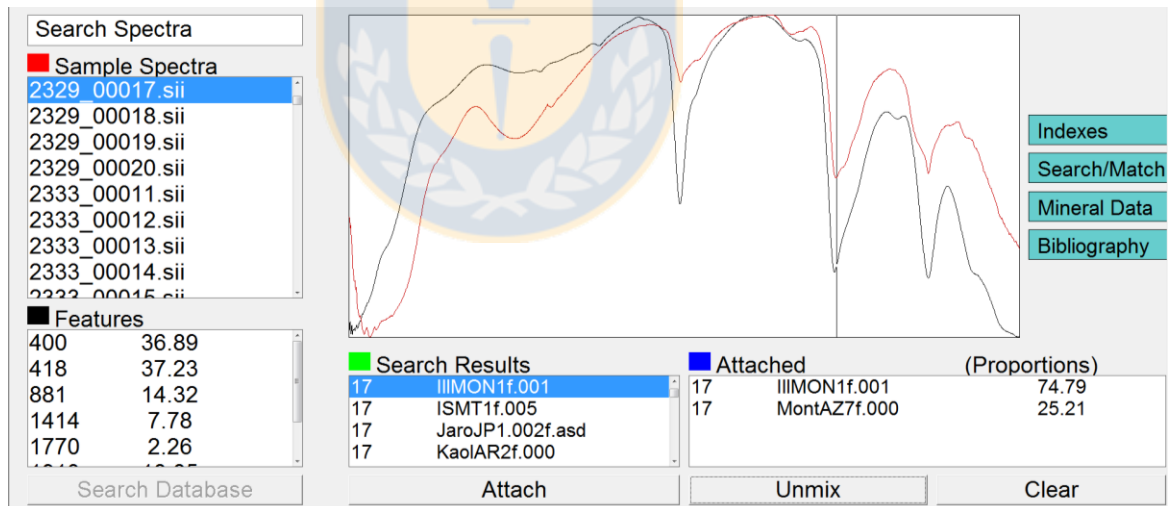 Search Spectra
Sample Spectra
2329_00017.sii
2329_00018.sii
2329_00019.sii
2329_00020.sii
2333_00011.sii
2333_00012.sii
2333_00013.sii
2333_00014.sii
2333_00015.sii
Features
400 36.89
418 37.23
881 14.32
1414 7.78
1770 2.26
Search Database
Search Results
17 IllMON1f.001
17 ISMT1f.005
17 JaroJP1.002f.asd
17 KaolAR2f.000
Attach
Attached (Proportions)
17 IllMON1f.001 74.79
17 MontAZ7f.000 25.21
Unmix
Clear
Indexes
Search/Match
Mineral Data
Bibliography